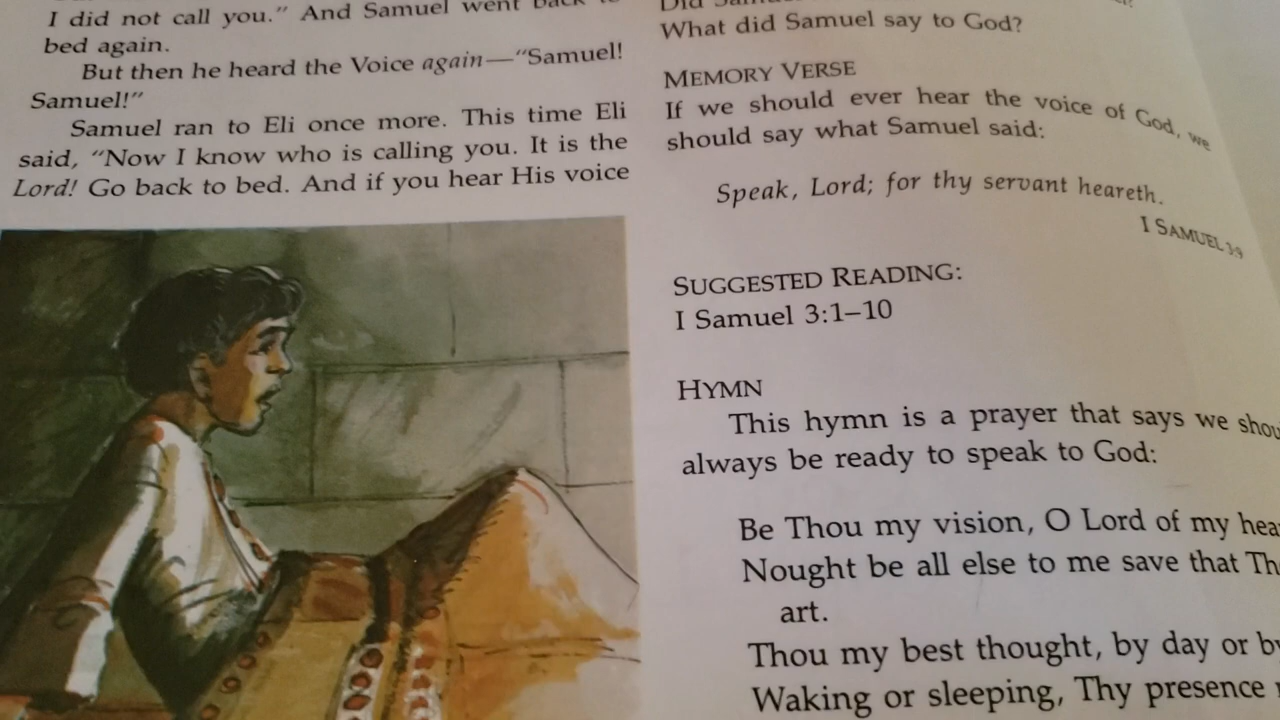 I did not call you.” And Samuel went back to
bed again.
But then he heard the Voice again—“Samuel!
Samuel!”
Samuel ran to Eli once more. This time Eli
said, “Now I know who is calling you. It is the
Lord! Go back to bed. And if you hear His voice
What did Samuel say to God?
MEMORY VERSE
If we should ever hear the voice of God, we
should say what Samuel said:
Speak, Lord; for thy servant heareth.
I SAMUEL 3:9
SUGGESTED READING:
I Samuel 3:1–10
HYMN
This hymn is a prayer that says we
always be ready to speak to God:
Be Thou my vision, O Lord of my
Nought be all else to me save that
art.
Thou my best thought, by day or
Waking or sleeping, Thy presence